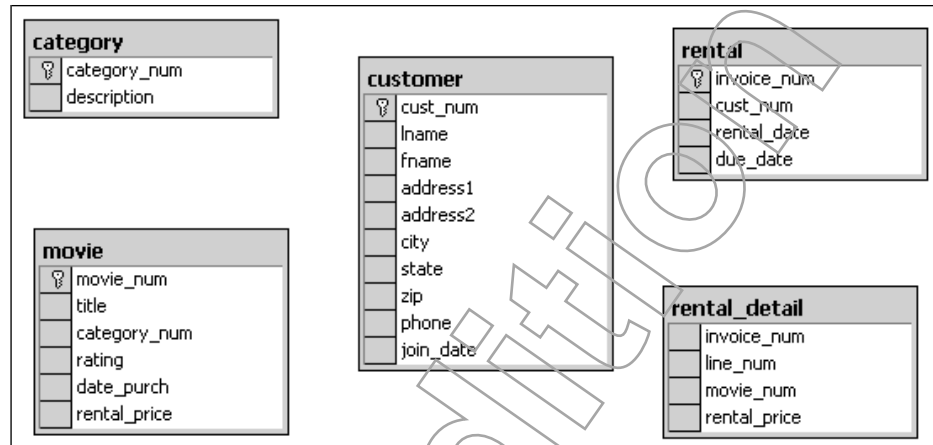 category
category_num
description
customer
cust_num
lname
fname
address1
address2
city
state
zip
phone
join_date
rental
invoice_num
cust_num
rental_date
due_date
movie
movie_num
title
category_num
rating
date_purch
rental_price
rental_detail
invoice_num
line_num
movie_num
rental_price
dition